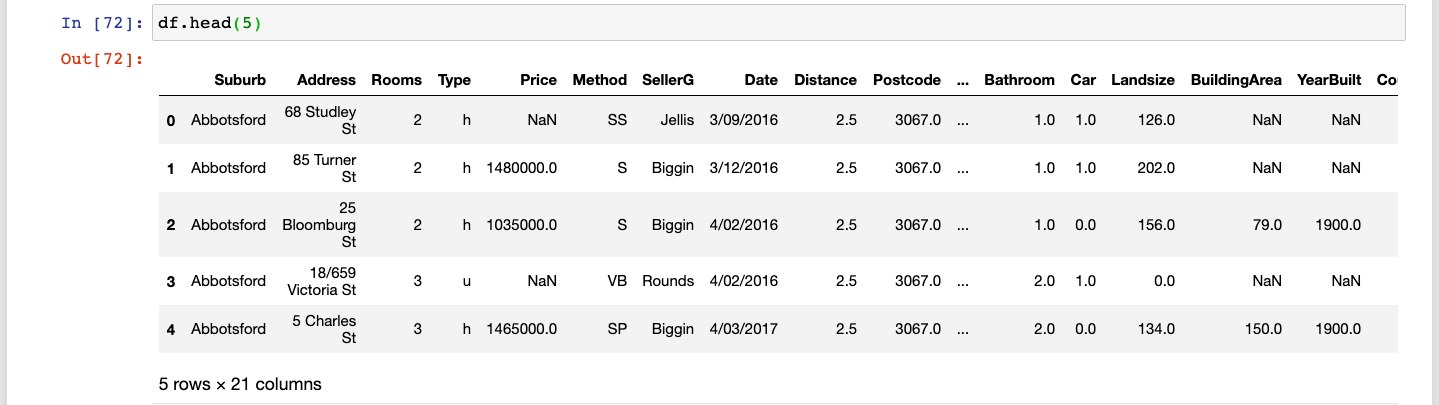 In [72]: df.head(5)
Out[72]:
Suburb Address Rooms Type Price Method SellerG Date Distance Postcode ... Bathroom Car Landsize BuildingArea YearBuilt
0 Abbotsford 68 Studley St 2 h NaN SS Jellis 3/09/2016 2.5 3067.0 ... 1.0 1.0 126.0 NaN NaN
1 Abbotsford 85 Turner St 2 h 1480000.0 S Biggin 3/12/2016 2.5 3067.0 ... 1.0 1.0 202.0 NaN NaN
2 Abbotsford 25 Bloomburg St 2 h 1035000.0 S Biggin 4/02/2016 2.5 3067.0 ... 1.0 0.0 156.0 79.0 1900.0
3 Abbotsford 18/659 Victoria St 3 u NaN VB Rounds 4/02/2016 2.5 3067.0 ... 2.0 1.0 0.0 NaN NaN
4 Abbotsford 5 Charles St 3 h 1465000.0 SP Biggin 4/03/2017 2.5 3067.0 ... 2.0 0.0 134.0 150.0 1900.0
5 rows × 21 columns